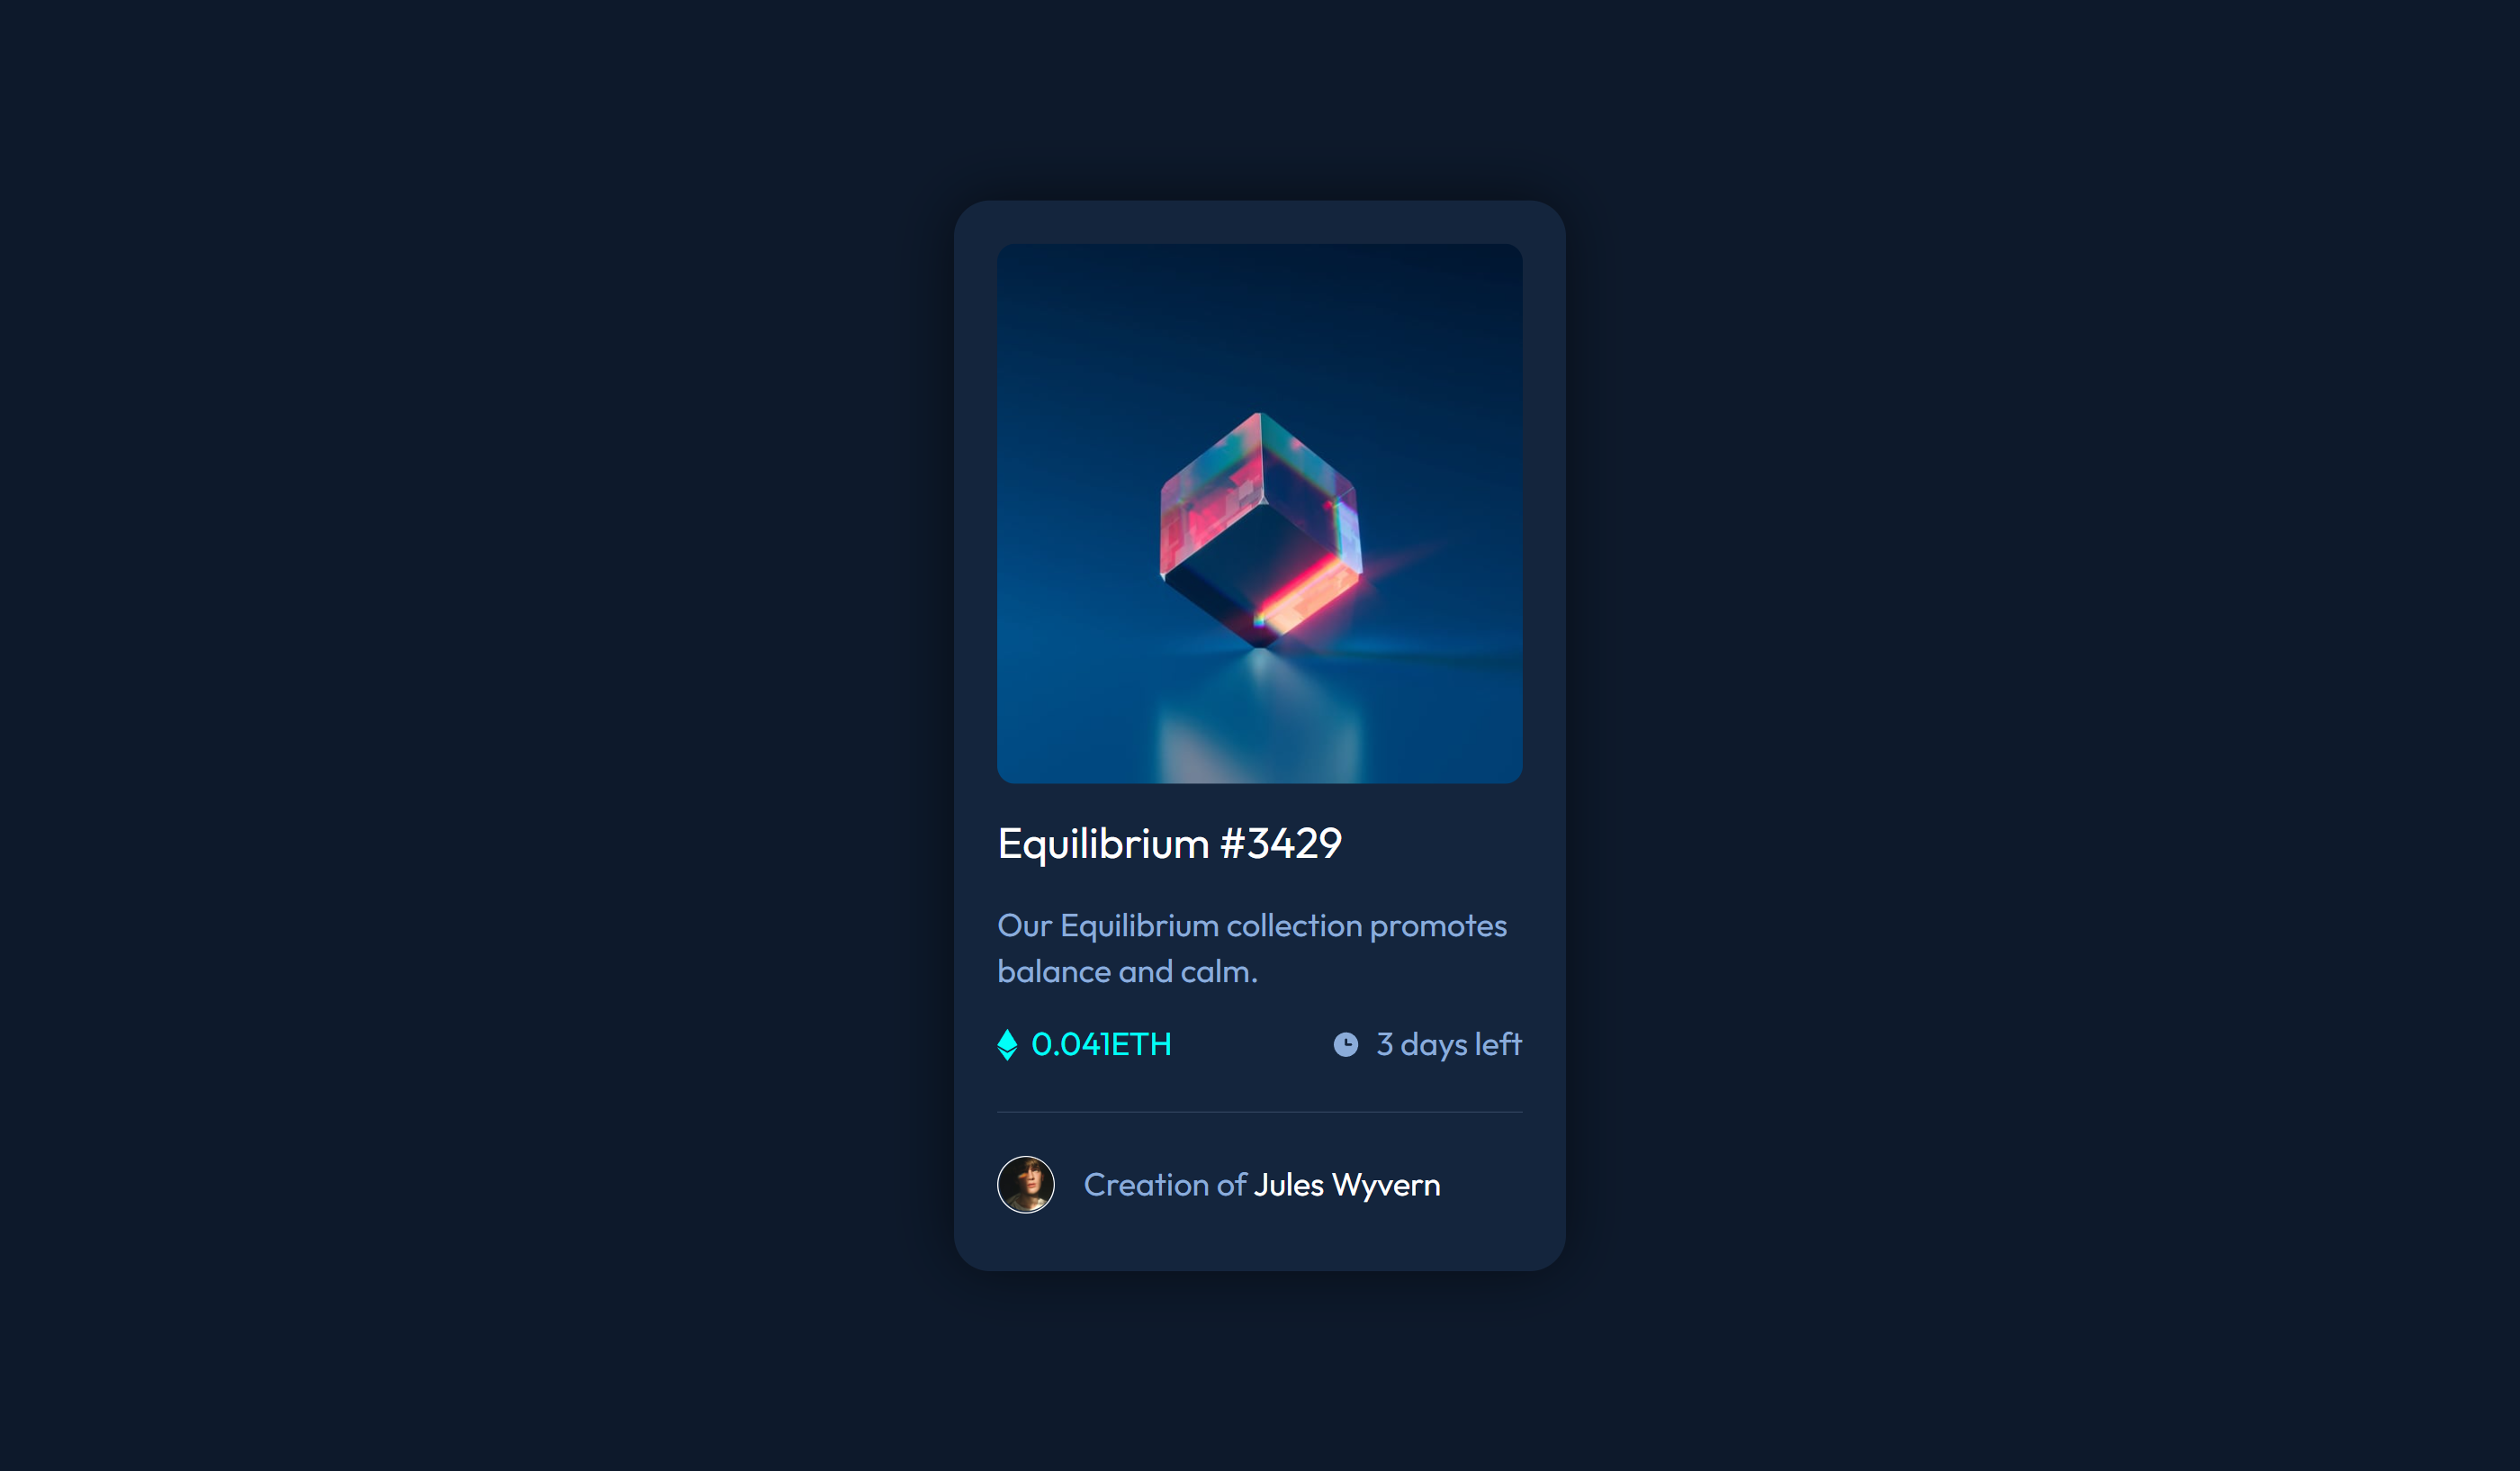 Equilibrium #3429
Our Equilibrium collection promotes
balance and calm.
0.041ETH
3 days left
Creation of Jules Wyvern